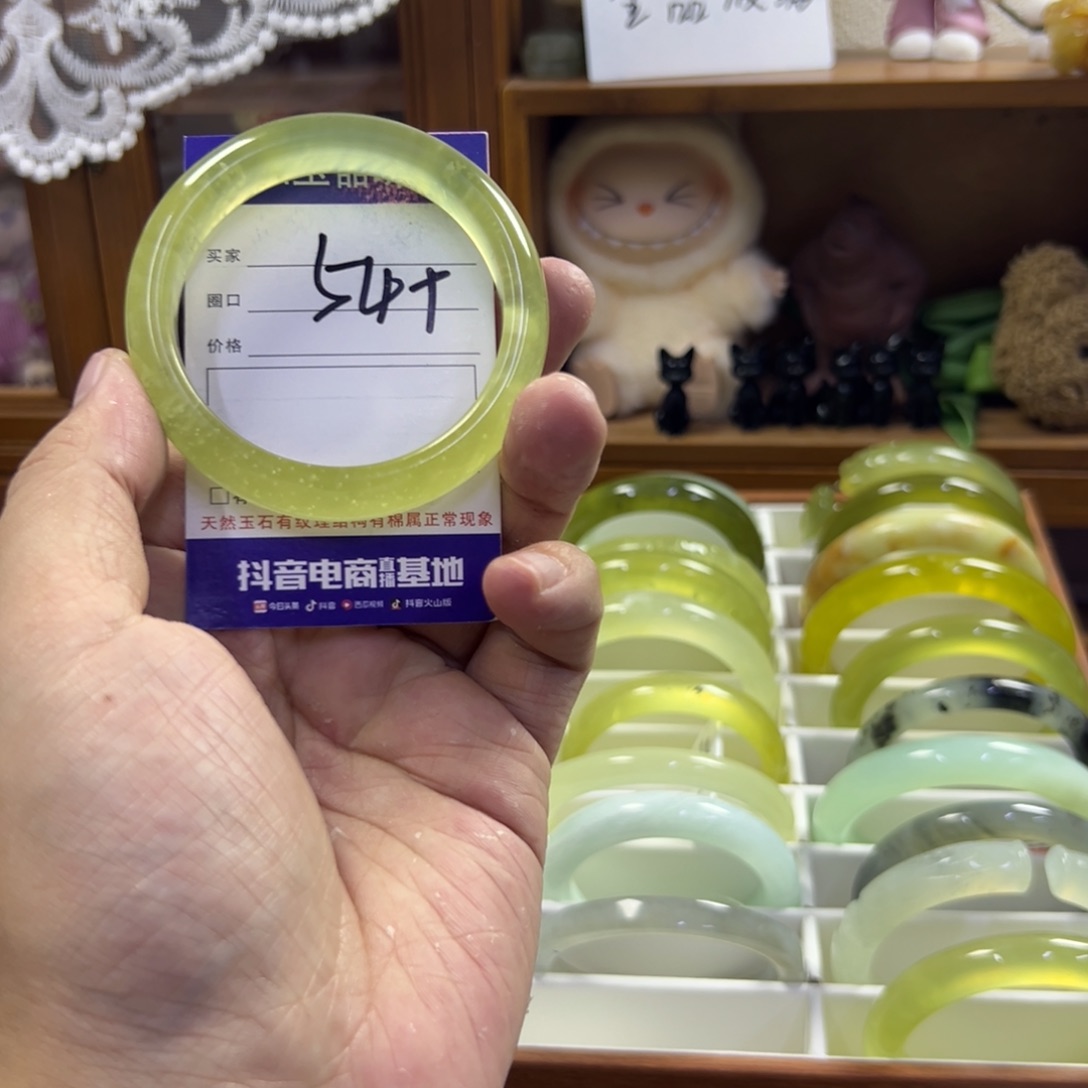 买家
圈口
54+
价格
天然玉石有纹理结构有棉属正常现象
抖音电商直播基地
今日头条 抖音 西瓜视频 抖音火山版